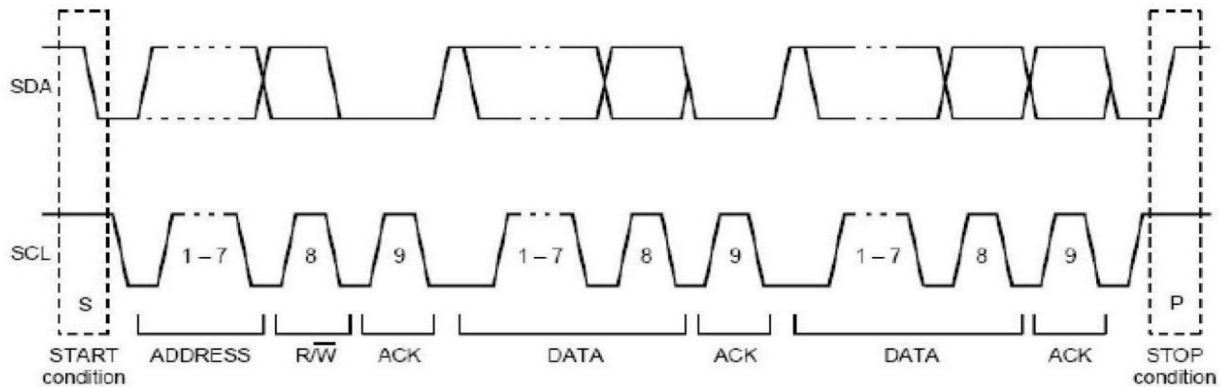 SDA
SCL
1 – 7 8 9 1 – 7 8 9 1 – 7 8 9
S P
START condition ADDRESS R/W̅ ACK DATA ACK DATA ACK STOP condition